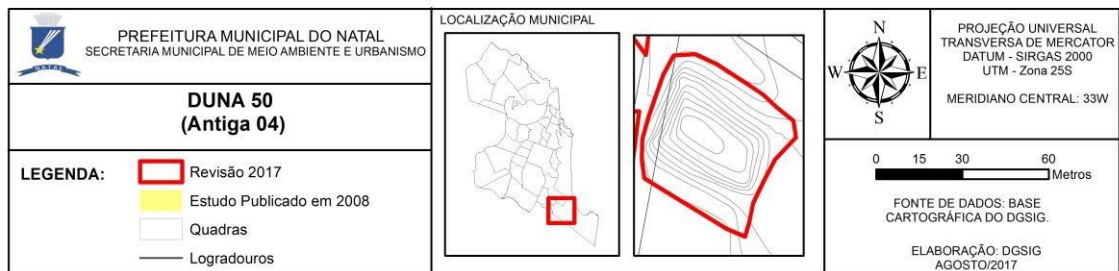 PREFEITURA MUNICIPAL DO NATAL
SECRETARIA MUNICIPAL DE MEIO AMBIENTE E URBANISMO
NATAL
DUNA 50
(Antiga 04)
LEGENDA:
Revisão 2017
Estudo Publicado em 2008
Quadras
Logradouros
LOCALIZAÇÃO MUNICIPAL
N
W E
S
PROJEÇÃO UNIVERSAL
TRANSVERSA DE MERCATOR
DATUM - SIRGAS 2000
UTM - Zona 25S
MERIDIANO CENTRAL: 33W
0 15 30 60
Metros
FONTE DE DADOS: BASE
CARTOGRÁFICA DO DGSIG.
ELABORAÇÃO: DGSIG
AGOSTO/2017